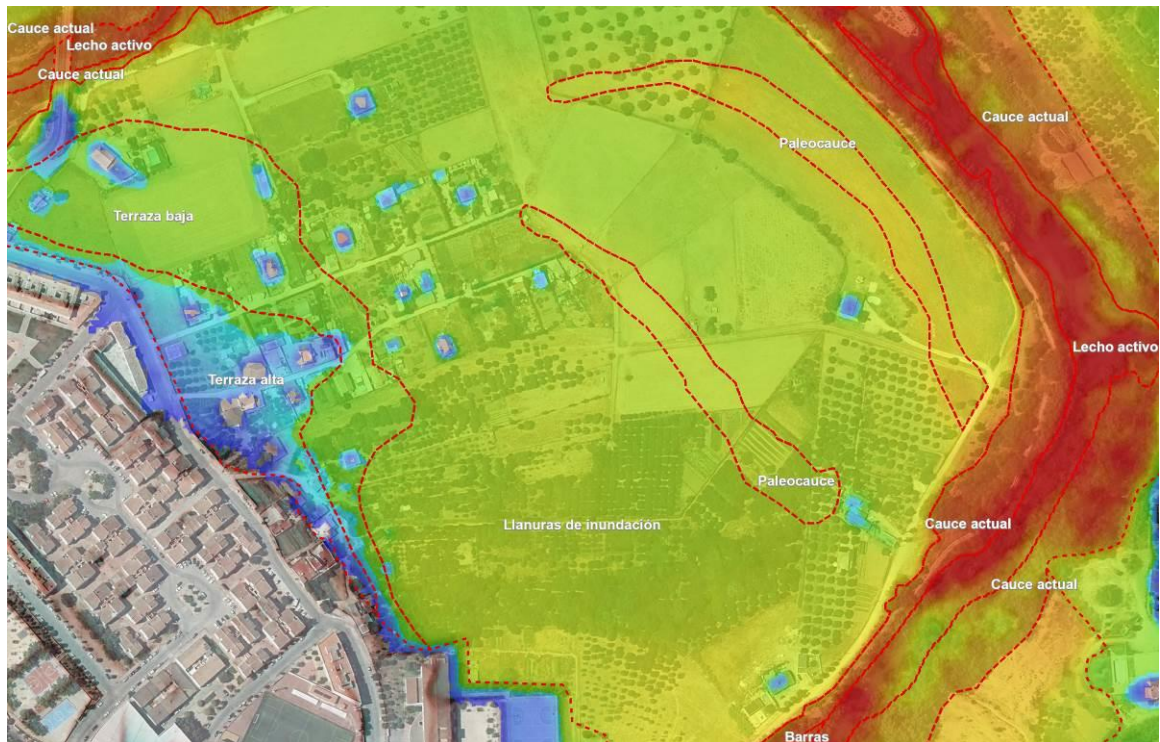 Cauce actual
Lecho activo
Cauce actual
Cauce actual
Paleocauce
Terraza baja
Lecho activo
Terraza alta
Paleocauce
Llanuras de inundación
Cauce actual
Cauce actual
Barras